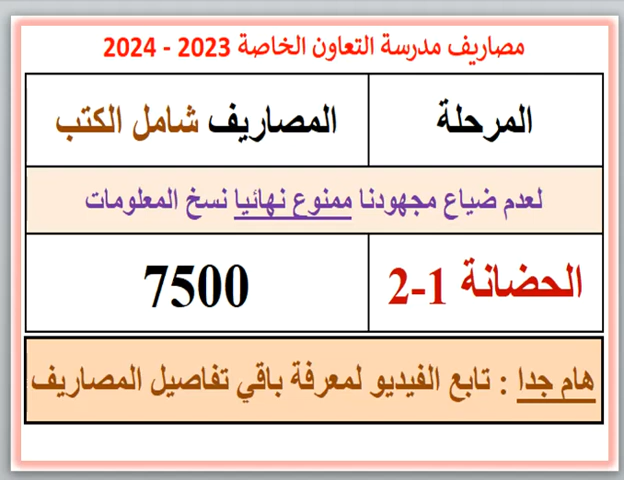 مصاريف مدرسة التعاون الخاصة 2023 - 2024
المرحلة المصاريف شامل الكتب
لعدم ضياع مجهودنا ممنوع نهائيا نسخ المعلومات
الحضانة 1-2 7500
هام جدا : تابع الفيديو لمعرفة باقي تفاصيل المصاريف